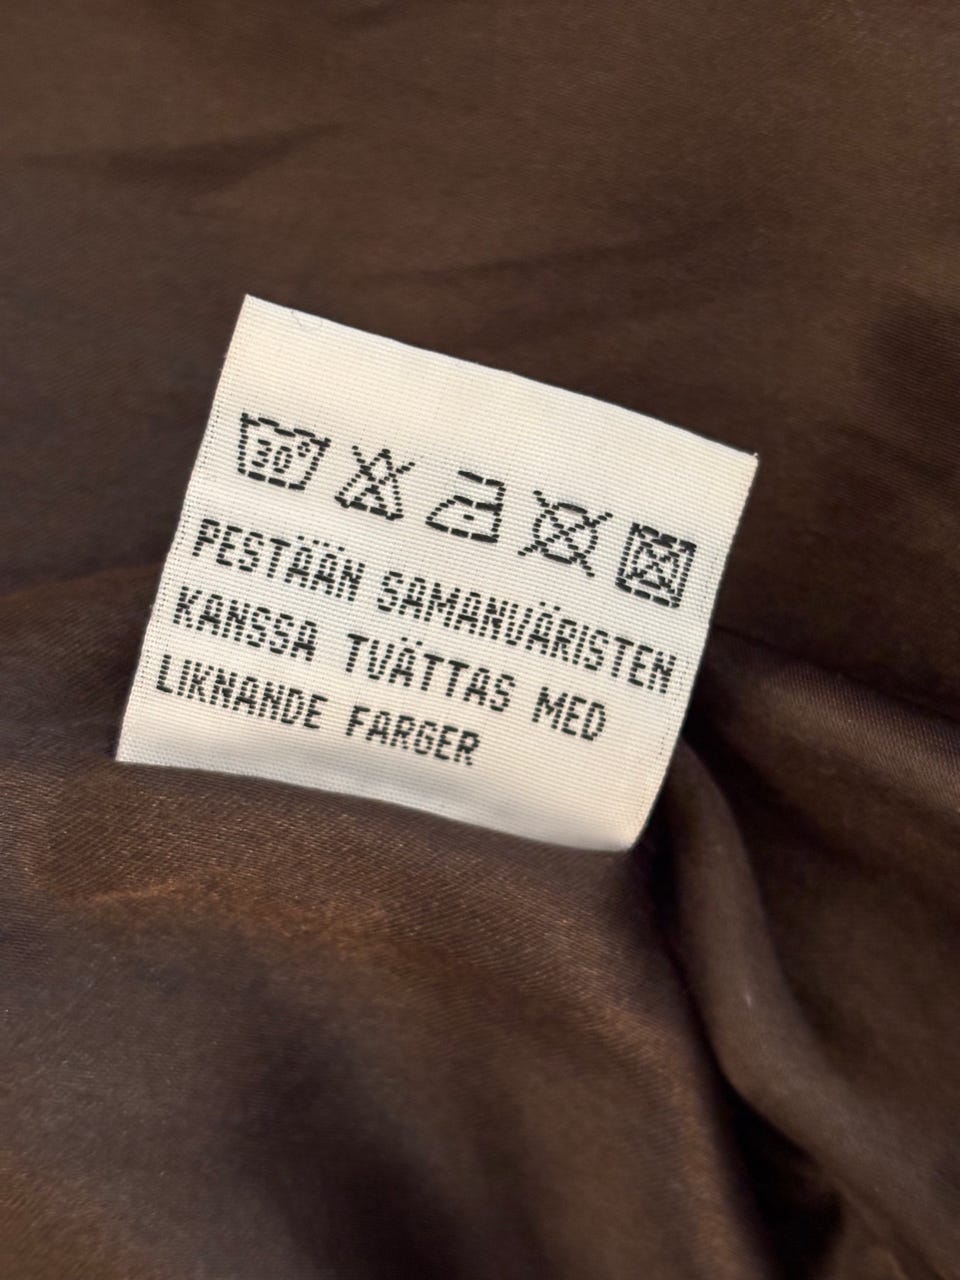 30°
PESTÄÄN SAMANVÄRISTEN
KANSSA TVÄTTAS MED
LIKNANDE FARGER